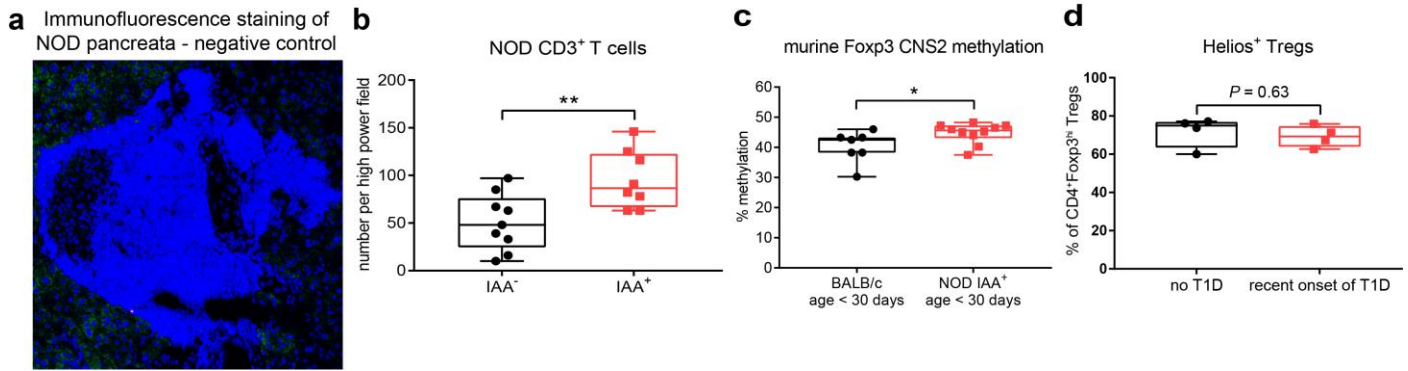 a
Immunofluorescence staining of
NOD pancreata - negative control
b
NOD CD3⁺ T cells
number per high power field
200
150
100
50
0
**
IAA⁻
IAA⁺
c
murine Foxp3 CNS2 methylation
% methylation
60
50
40
30
20
10
0
*
BALB/c
age < 30 days
NOD IAA⁺
age < 30 days
d
Helios⁺ Tregs
% of CD4⁺Foxp3ʰⁱ Tregs
100
80
60
40
20
0
P = 0.63
no T1D
recent onset of T1D